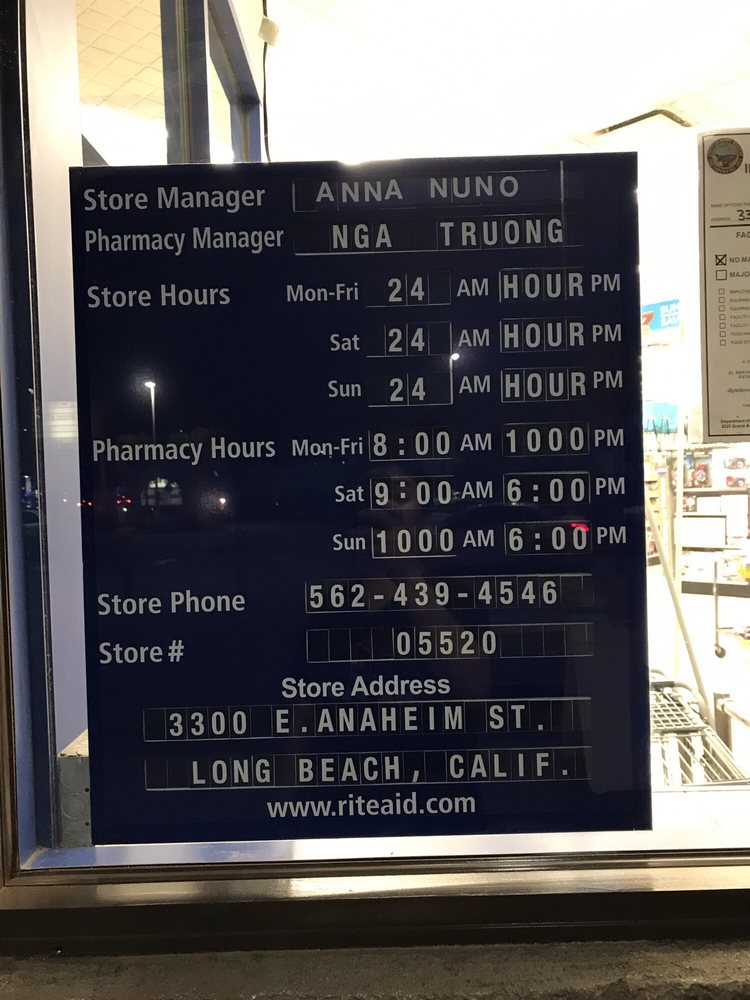 Store Manager ANNA NUNO
Pharmacy Manager NGA TRUONG
Store Hours Mon-Fri 24 AM HOUR PM
Sat 24 AM HOUR PM
Sun 24 AM HOUR PM
Pharmacy Hours Mon-Fri 8:00 AM 1000 PM
Sat 9:00 AM 6:00 PM
Sun 1000 AM 6:00 PM
Store Phone 562-439-4546
Store # 05520
Store Address
3300 E.ANAHEIM ST.
LONG BEACH, CALIF.
www.riteaid.com